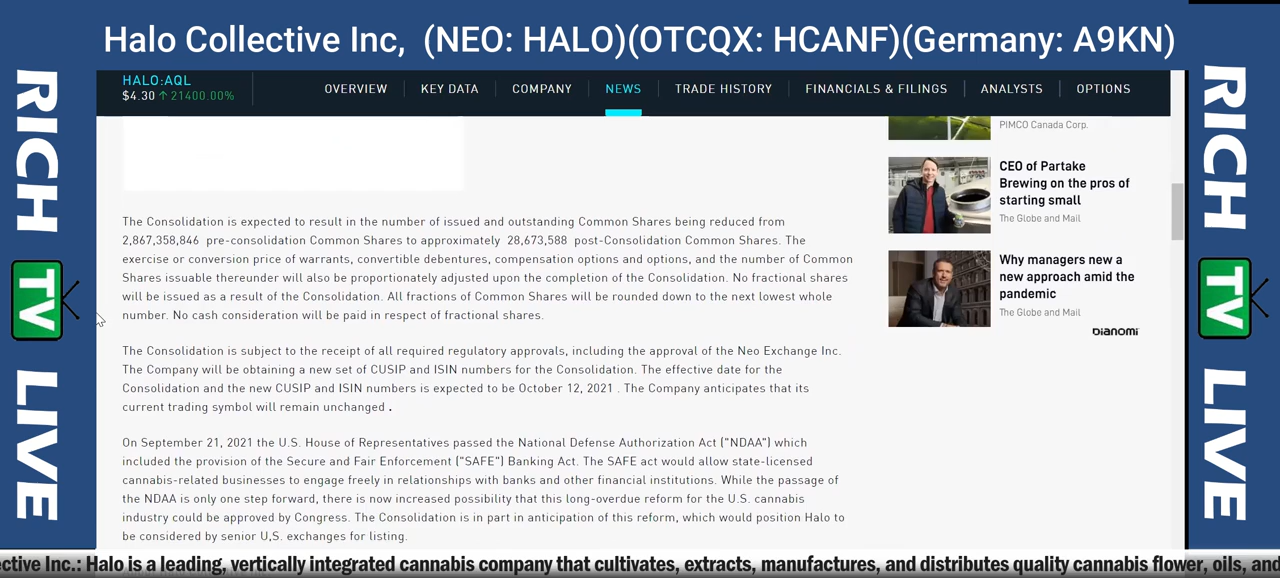 Halo Collective Inc, (NEO: HALO)(OTCQX: HCANF)(Germany: A9KN)
RICH TV LIVE
HALO:AQL
$4.30 ↑ 21400.00%
OVERVIEW
KEY DATA
COMPANY
NEWS
TRADE HISTORY
FINANCIALS & FILINGS
ANALYSTS
OPTIONS
The Consolidation is expected to result in the number of issued and outstanding Common Shares being reduced from
2,867,358,846 pre-consolidation Common Shares to approximately 28,673,588 post-Consolidation Common Shares. The
exercise or conversion price of warrants, convertible debentures, compensation options and options, and the number of Common
Shares issuable thereunder will also be proportionately adjusted upon the completion of the Consolidation. No fractional shares
will be issued as a result of the Consolidation. All fractions of Common Shares will be rounded down to the next lowest whole
number. No cash consideration will be paid in respect of fractional shares.
The Consolidation is subject to the receipt of all required regulatory approvals, including the approval of the Neo Exchange Inc.
The Company will be obtaining a new set of CUSIP and ISIN numbers for the Consolidation. The effective date for the
Consolidation and the new CUSIP and ISIN numbers is expected to be October 12, 2021 . The Company anticipates that its
current trading symbol will remain unchanged .
On September 21, 2021 the U.S. House of Representatives passed the National Defense Authorization Act ("NDAA") which
included the provision of the Secure and Fair Enforcement ("SAFE") Banking Act. The SAFE act would allow state-licensed
cannabis-related businesses to engage freely in relationships with banks and other financial institutions. While the passage of
the NDAA is only one step forward, there is now increased possibility that this long-overdue reform for the U.S. cannabis
industry could be approved by Congress. The Consolidation is in part in anticipation of this reform, which would position Halo to
be considered by senior U.S. exchanges for listing.
PIMCO Canada Corp.
CEO of Partake
Brewing on the pros of
starting small
The Globe and Mail
Why managers need a
new approach amid the
pandemic
The Globe and Mail
Dianomi
RICH TV LIVE
ctive Inc.: Halo is a leading, vertically integrated cannabis company that cultivates, extracts, manufactures, and distributes quality cannabis flower, oils, and